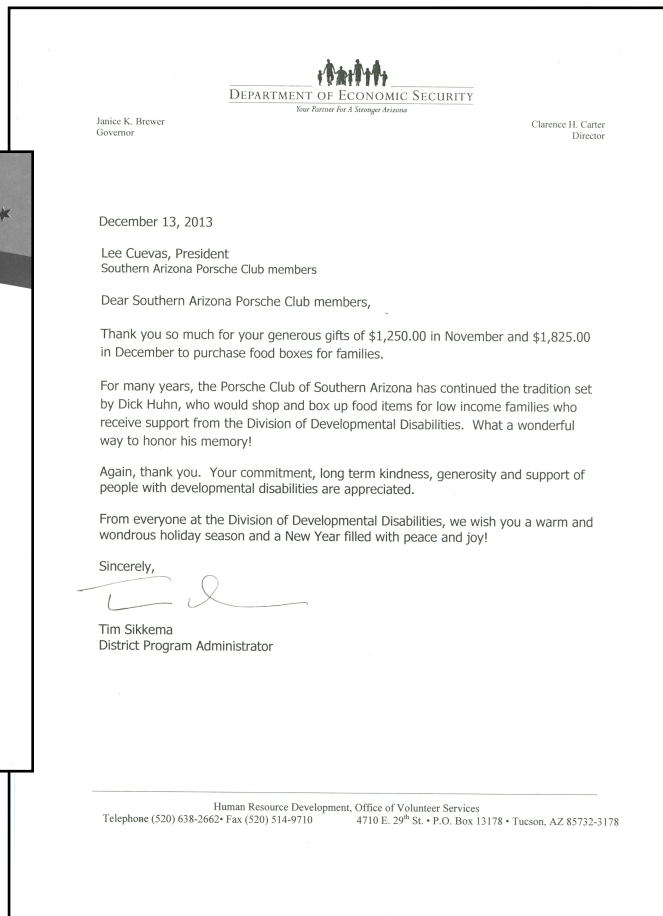 DEPARTMENT OF ECONOMIC SECURITY
Your Partner For A Stronger Arizona
Janice K. Brewer
Governor
Clarence H. Carter
Director
December 13, 2013
Lee Cuevas, President
Southern Arizona Porsche Club members
Dear Southern Arizona Porsche Club members,
Thank you so much for your generous gifts of $1,250.00 in November and $1,825.00
in December to purchase food boxes for families.
For many years, the Porsche Club of Southern Arizona has continued the tradition set
by Dick Huhn, who would shop and box up food items for low income families who
receive support from the Division of Developmental Disabilities. What a wonderful
way to honor his memory!
Again, thank you. Your commitment, long term kindness, generosity and support of
people with developmental disabilities are appreciated.
From everyone at the Division of Developmental Disabilities, we wish you a warm and
wondrous holiday season and a New Year filled with peace and joy!
Sincerely,
Tim Sikkema
District Program Administrator
Human Resource Development, Office of Volunteer Services
Telephone (520) 638-2662• Fax (520) 514-9710 4710 E. 29th St. • P.O. Box 13178 • Tucson, AZ 85732-3178